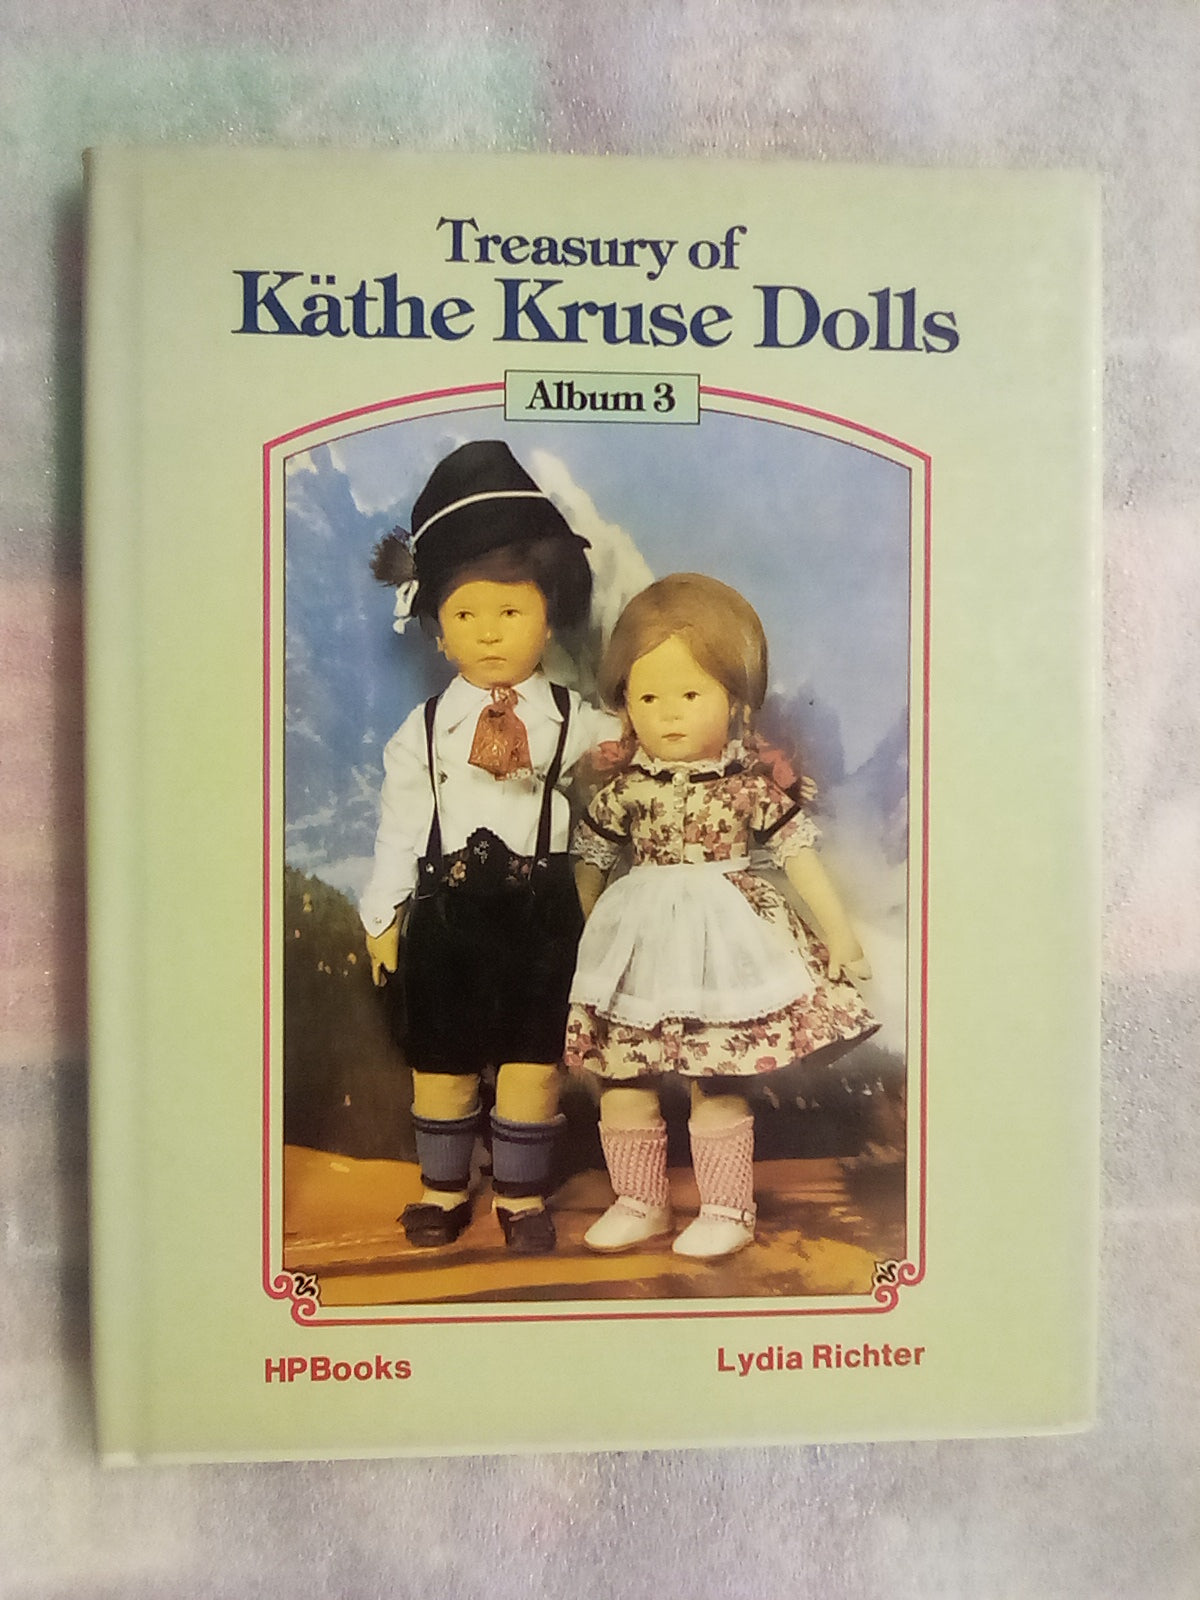 Treasury of
Käthe Kruse Dolls
Album 3
HPBooks
Lydia Richter